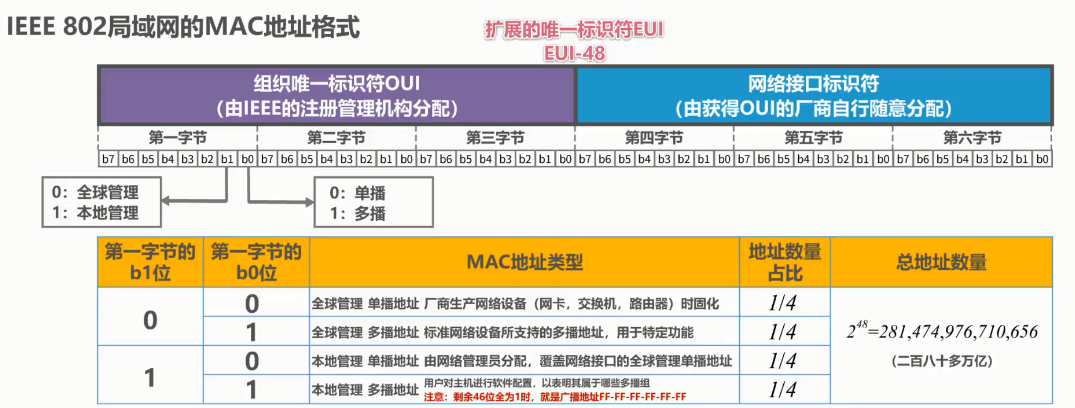 IEEE 802局域网的MAC地址格式
扩展的唯一标识符EUI
EUI-48
组织唯一标识符OUI
（由IEEE的注册管理机构分配）
网络接口标识符
（由获得OUI的厂商自行随意分配）
第一字节 第二字节 第三字节 第四字节 第五字节 第六字节
b7 b6 b5 b4 b3 b2 b1 b0 b7 b6 b5 b4 b3 b2 b1 b0 b7 b6 b5 b4 b3 b2 b1 b0 b7 b6 b5 b4 b3 b2 b1 b0 b7 b6 b5 b4 b3 b2 b1 b0 b7 b6 b5 b4 b3 b2 b1 b0
0：全球管理
1：本地管理
0：单播
1：多播
第一字节的
b1位
第一字节的
b0位
MAC地址类型
地址数量
占比
总地址数量
0
0
全球管理 单播地址 厂商生产网络设备（网卡，交换机，路由器）时固化
1/4
1
全球管理 多播地址 标准网络设备所支持的多播地址，用于特定功能
1/4
1
0
本地管理 单播地址 由网络管理员分配，覆盖网络接口的全球管理单播地址
1/4
1
本地管理 多播地址 用户对主机进行软件配置，以表明其属于哪些多播组
注意：剩余46位全为1时，就是广播地址FF-FF-FF-FF-FF-FF
1/4
2^48=281,474,976,710,656
（二百八十多万亿）